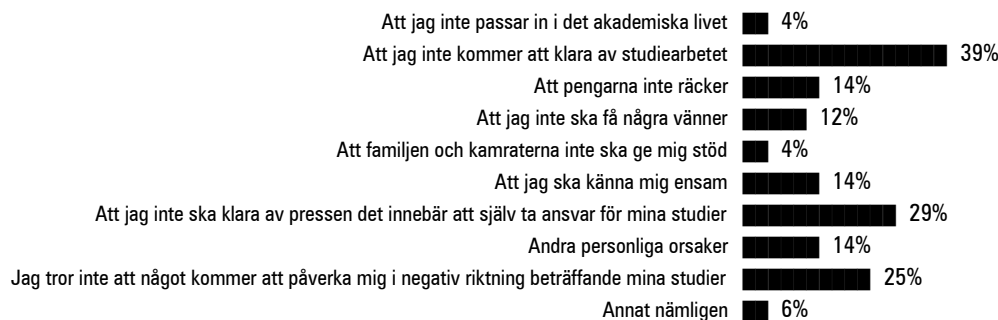 Att jag inte passar in i det akademiska livet 4%
Att jag inte kommer att klara av studiearbetet 39%
Att pengarna inte räcker 14%
Att jag inte ska få några vänner 12%
Att familjen och kamraterna inte ska ge mig stöd 4%
Att jag ska känna mig ensam 14%
Att jag inte ska klara av pressen det innebär att själv ta ansvar för mina studier 29%
Andra personliga orsaker 14%
Jag tror inte att något kommer att påverka mig i negativ riktning beträffande mina studier 25%
Annat nämligen 6%